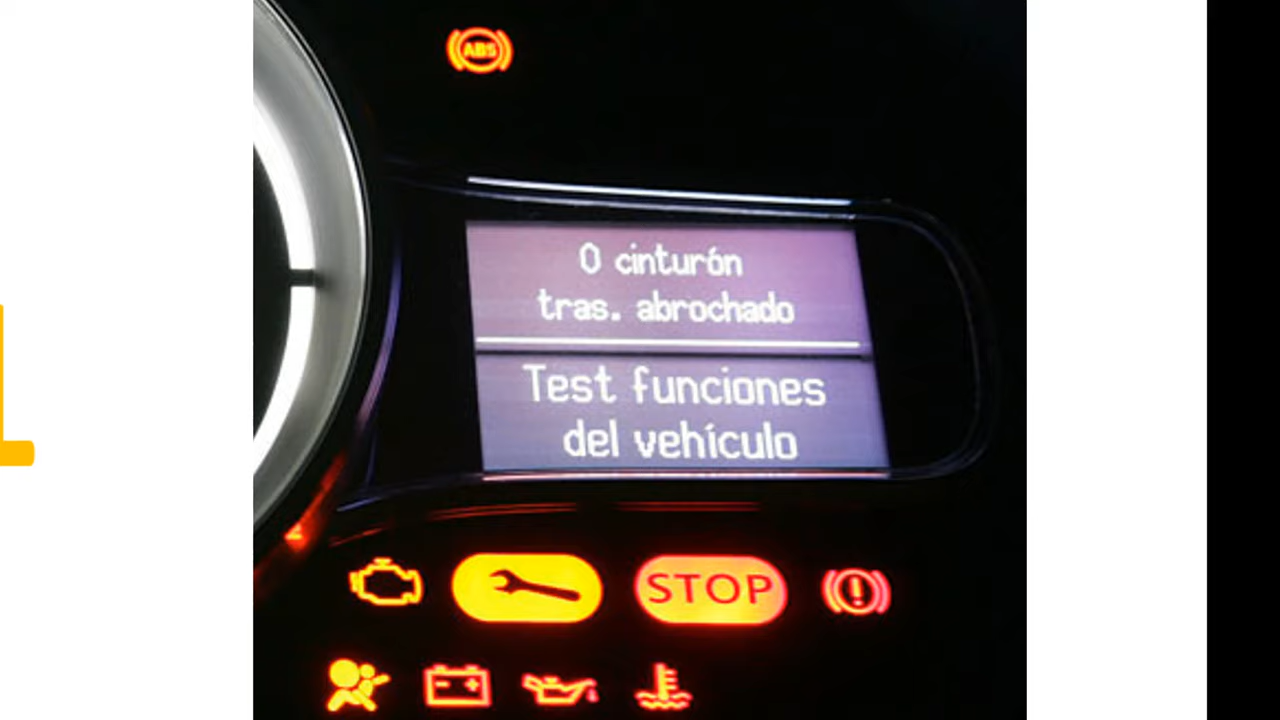 ABS
0 cinturón
tras. abrochado
Test funciones
del vehículo
STOP